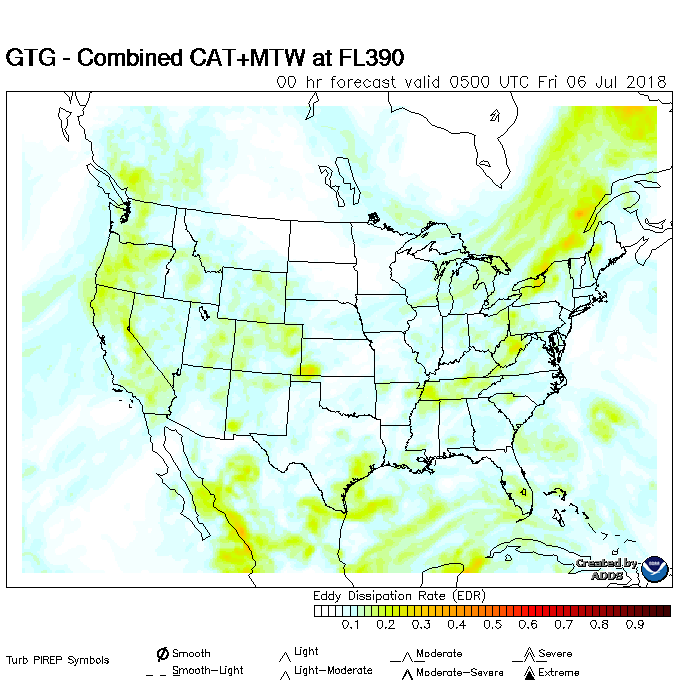 GTG - Combined CAT+MTW at FL390
00 hr forecast valid 0500 UTC Fri 06 Jul 2018
Created by
ADDS
Eddy Dissipation Rate (EDR)
0.1 0.2 0.3 0.4 0.5 0.6 0.7 0.8 0.9
Turb PIREP Symbols
Smooth Light Moderate Severe
Smooth-Light Light-Moderate Moderate-Severe Extreme